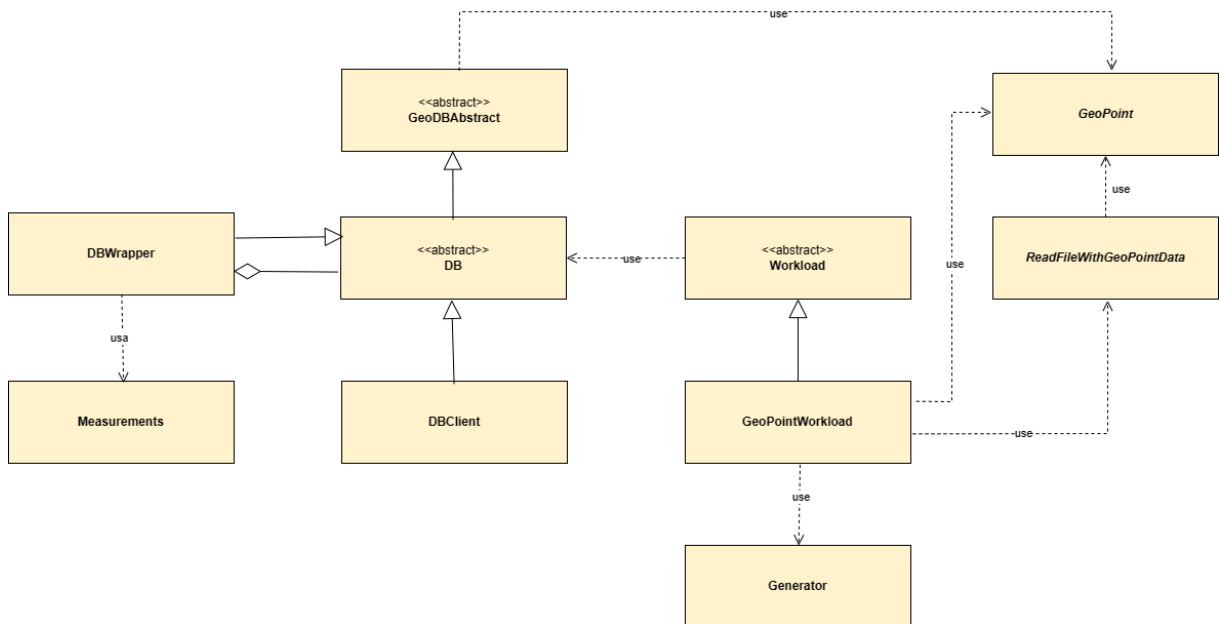 use
<<abstract>>
GeoDBAbstract
GeoPoint
use
use
DBWrapper
<<abstract>>
DB
use
<<abstract>>
Workload
ReadFileWithGeoPointData
usa
Measurements
DBClient
GeoPointWorkload
use
use
Generator